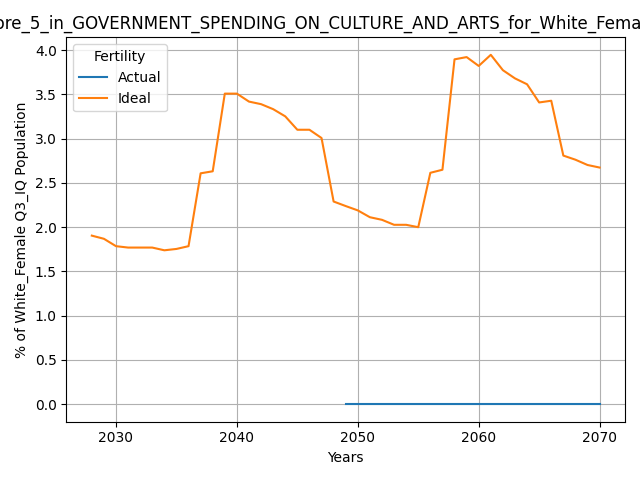 ore_5_in_GOVERNMENT_SPENDING_ON_CULTURE_AND_ARTS_for_White_Fema
Fertility
Actual
Ideal
% of White_Female Q3_IQ Population
4.0
3.5
3.0
2.5
2.0
1.5
1.0
0.5
0.0
2030 2040 2050 2060 2070
Years